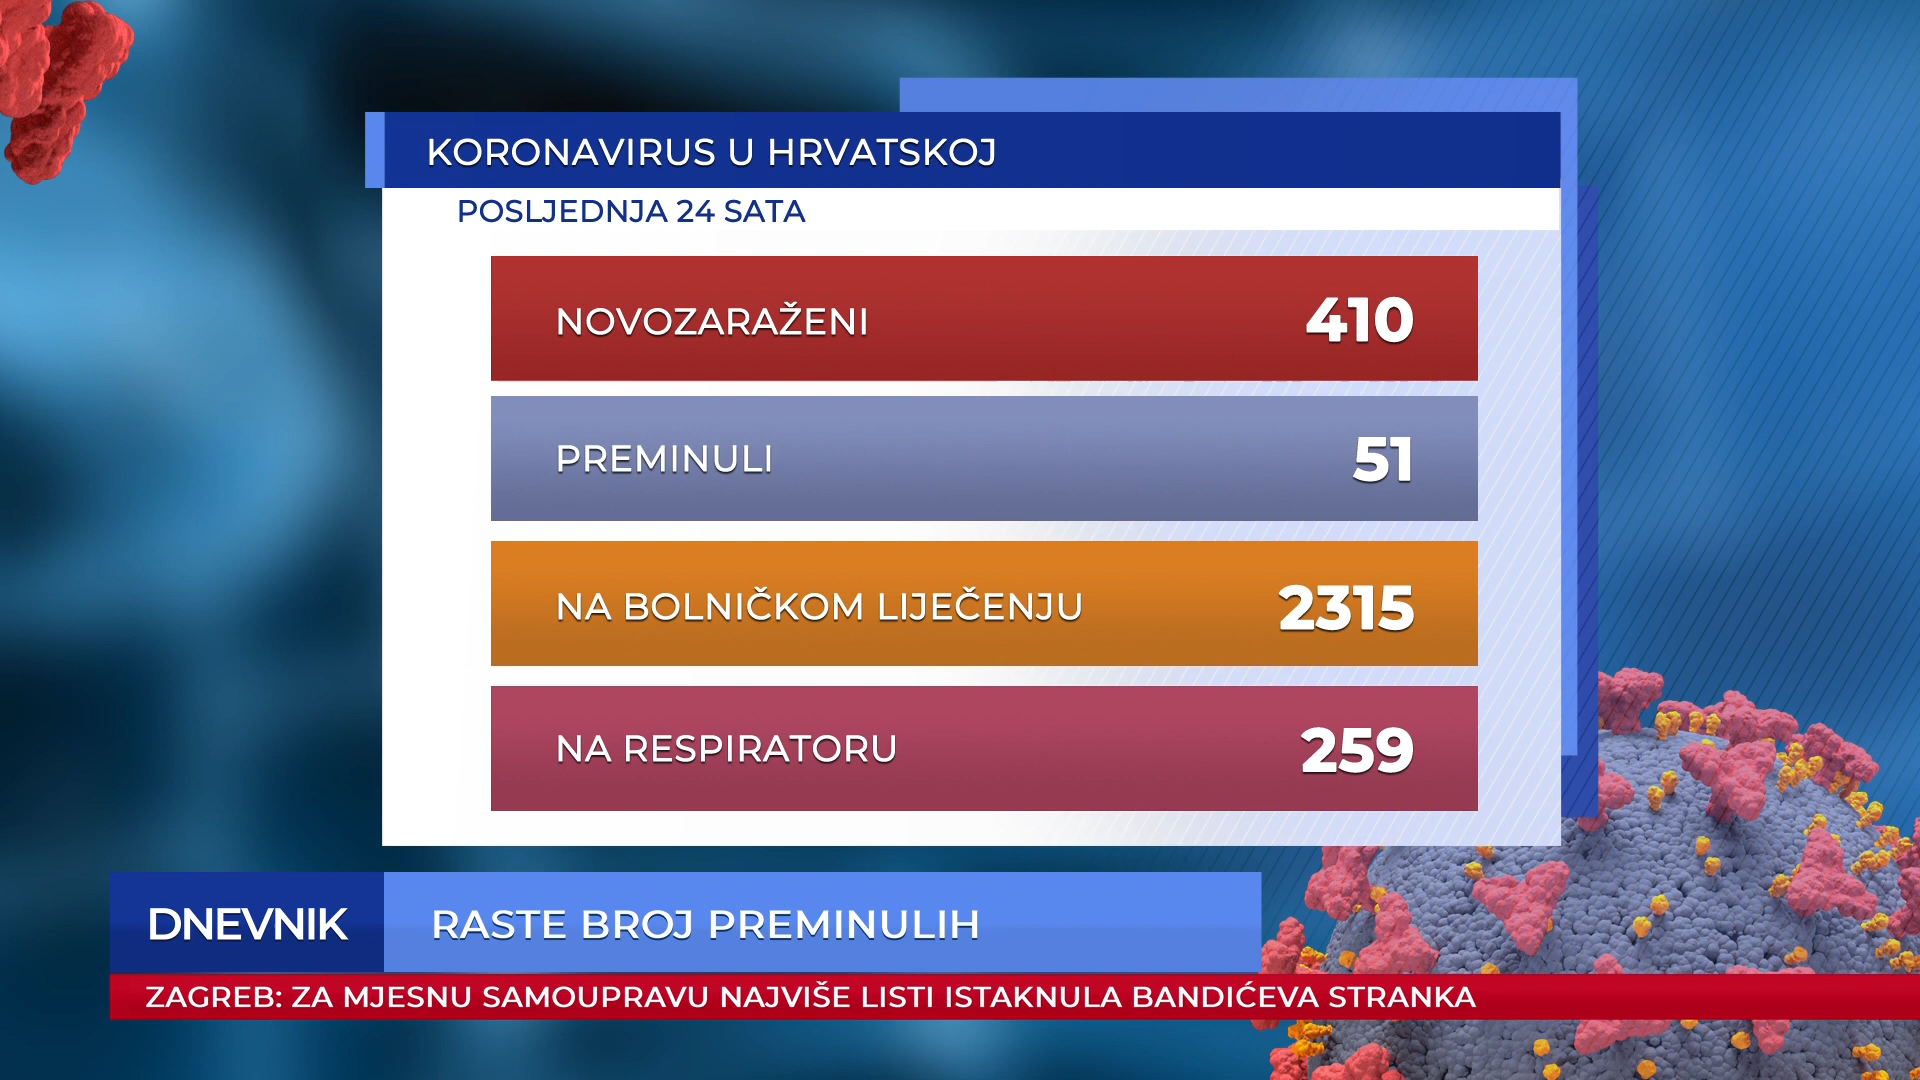 KORONAVIRUS U HRVATSKOJ
POSLJEDNJA 24 SATA
NOVOZARAŽENI 410
PREMINULI 51
NA BOLNIČKOM LIJEČENJU 2315
NA RESPIRATORU 259
DNEVNIK RASTE BROJ PREMINULIH
ZAGREB: ZA MJESNU SAMOUPRAVU NAJVIŠE LISTI ISTAKNULA BANDIĆEVA STRANKA